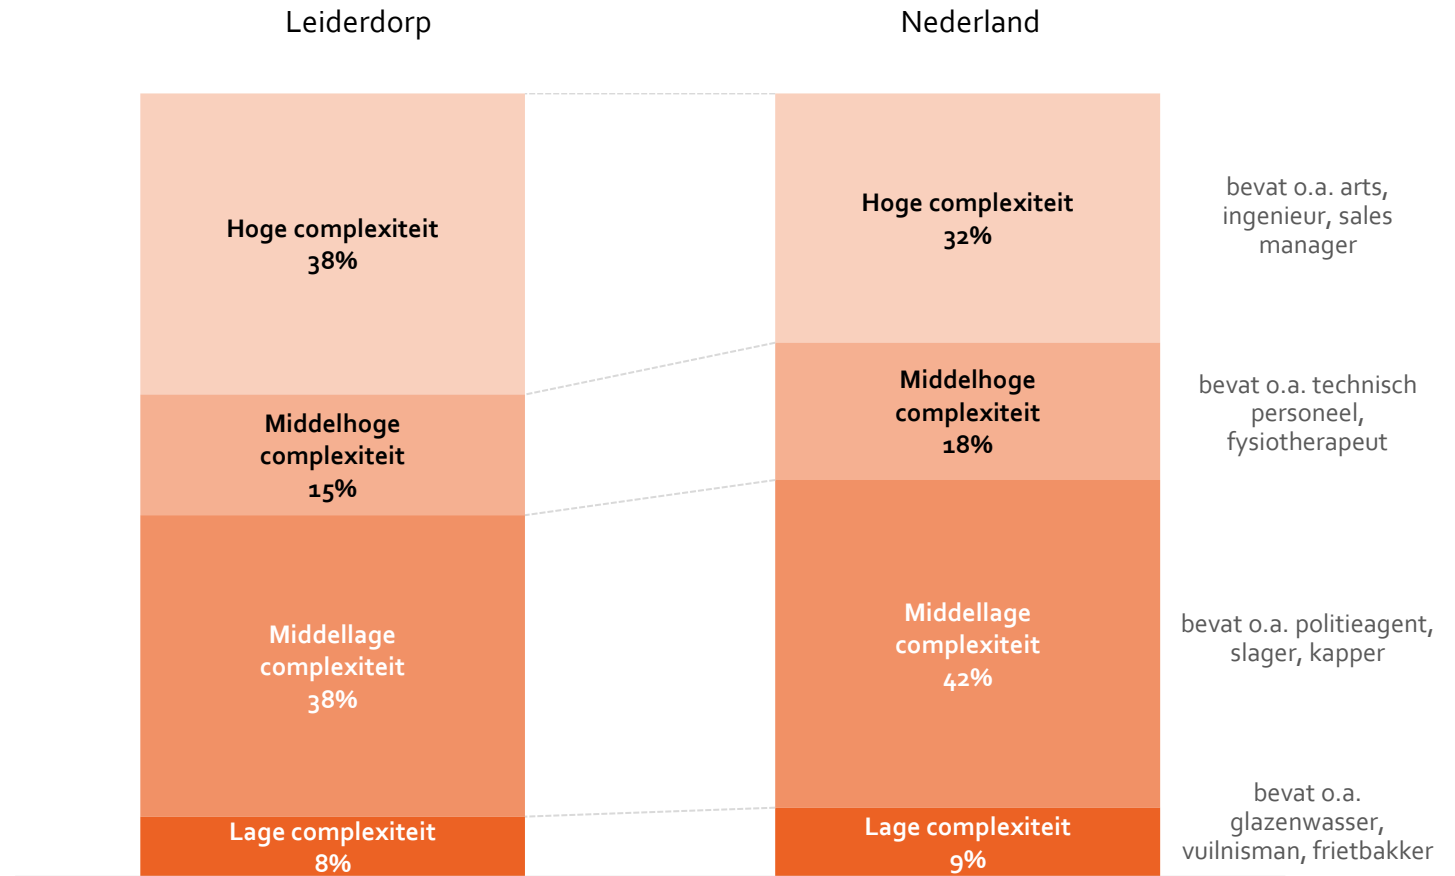 Leiderdorp
Nederland
Hoge complexiteit
38%
Middelhoge
complexiteit
15%
Middellage
complexiteit
38%
Lage complexiteit
8%
Hoge complexiteit
32%
Middelhoge
complexiteit
18%
Middellage
complexiteit
42%
Lage complexiteit
9%
bevat o.a. arts,
ingenieur, sales
manager
bevat o.a. technisch
personeel,
fysiotherapeut
bevat o.a. politieagent,
slager, kapper
bevat o.a.
glazenwasser,
vuilnisman, frietbakker